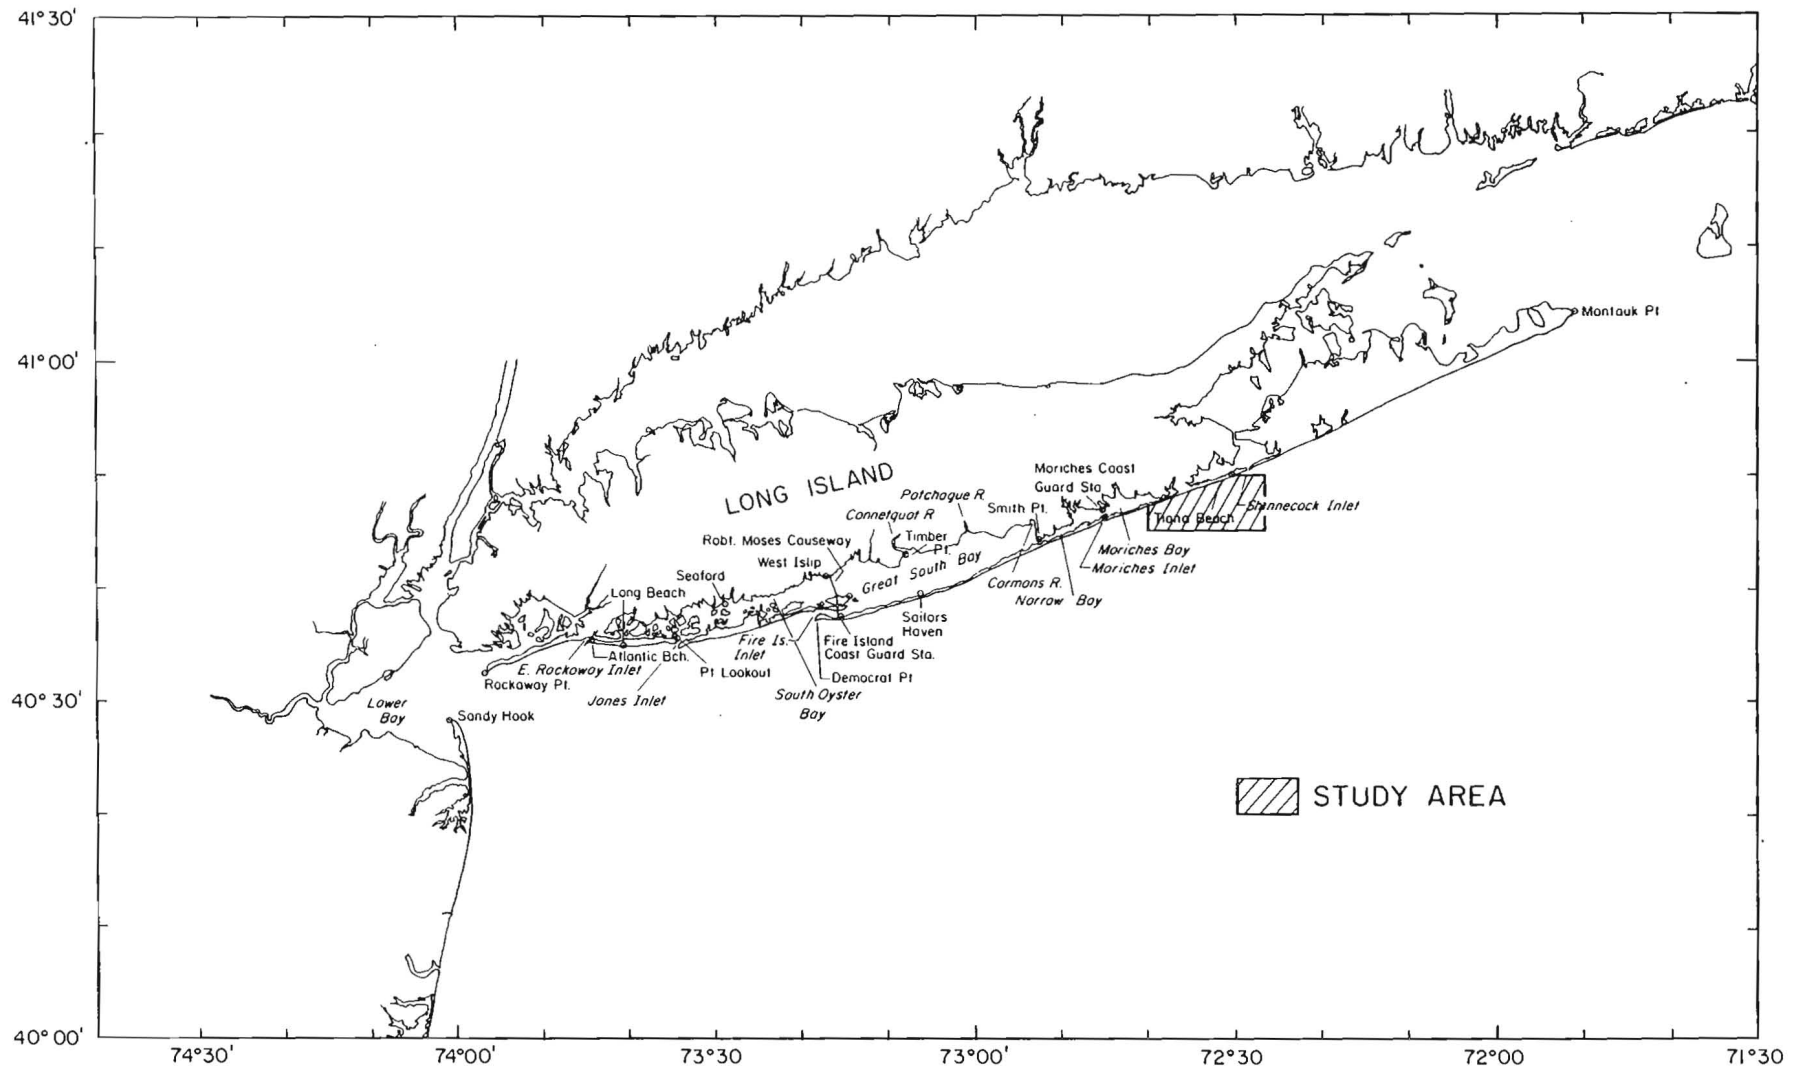 41°30'
Montauk Pt
41°00'
LONG ISLAND
Moriches Coast
Guard Sta.
Patchogue R.
Smith Pt.
Connetquot R.
Shinnecock Inlet
Tiana Beach
Timber
Pt.
Robt. Moses Causeway
Moriches Bay
West Islip
Great South Bay
Moriches Inlet
Seaford
Carmans R.
Long Beach
Narrow Bay
Sailors
Haven
Fire Is.
Inlet
Fire Island
Coast Guard Sta.
Atlantic Bch.
E. Rockaway Inlet
Pt. Lookout
Democrat Pt
Rockaway Pt.
Jones Inlet
South Oyster
Bay
40°30'
Lower
Bay
Sandy Hook
STUDY AREA
40°00'
74°30'
74°00'
73°30'
73°00'
72°30'
72°00'
71°30'